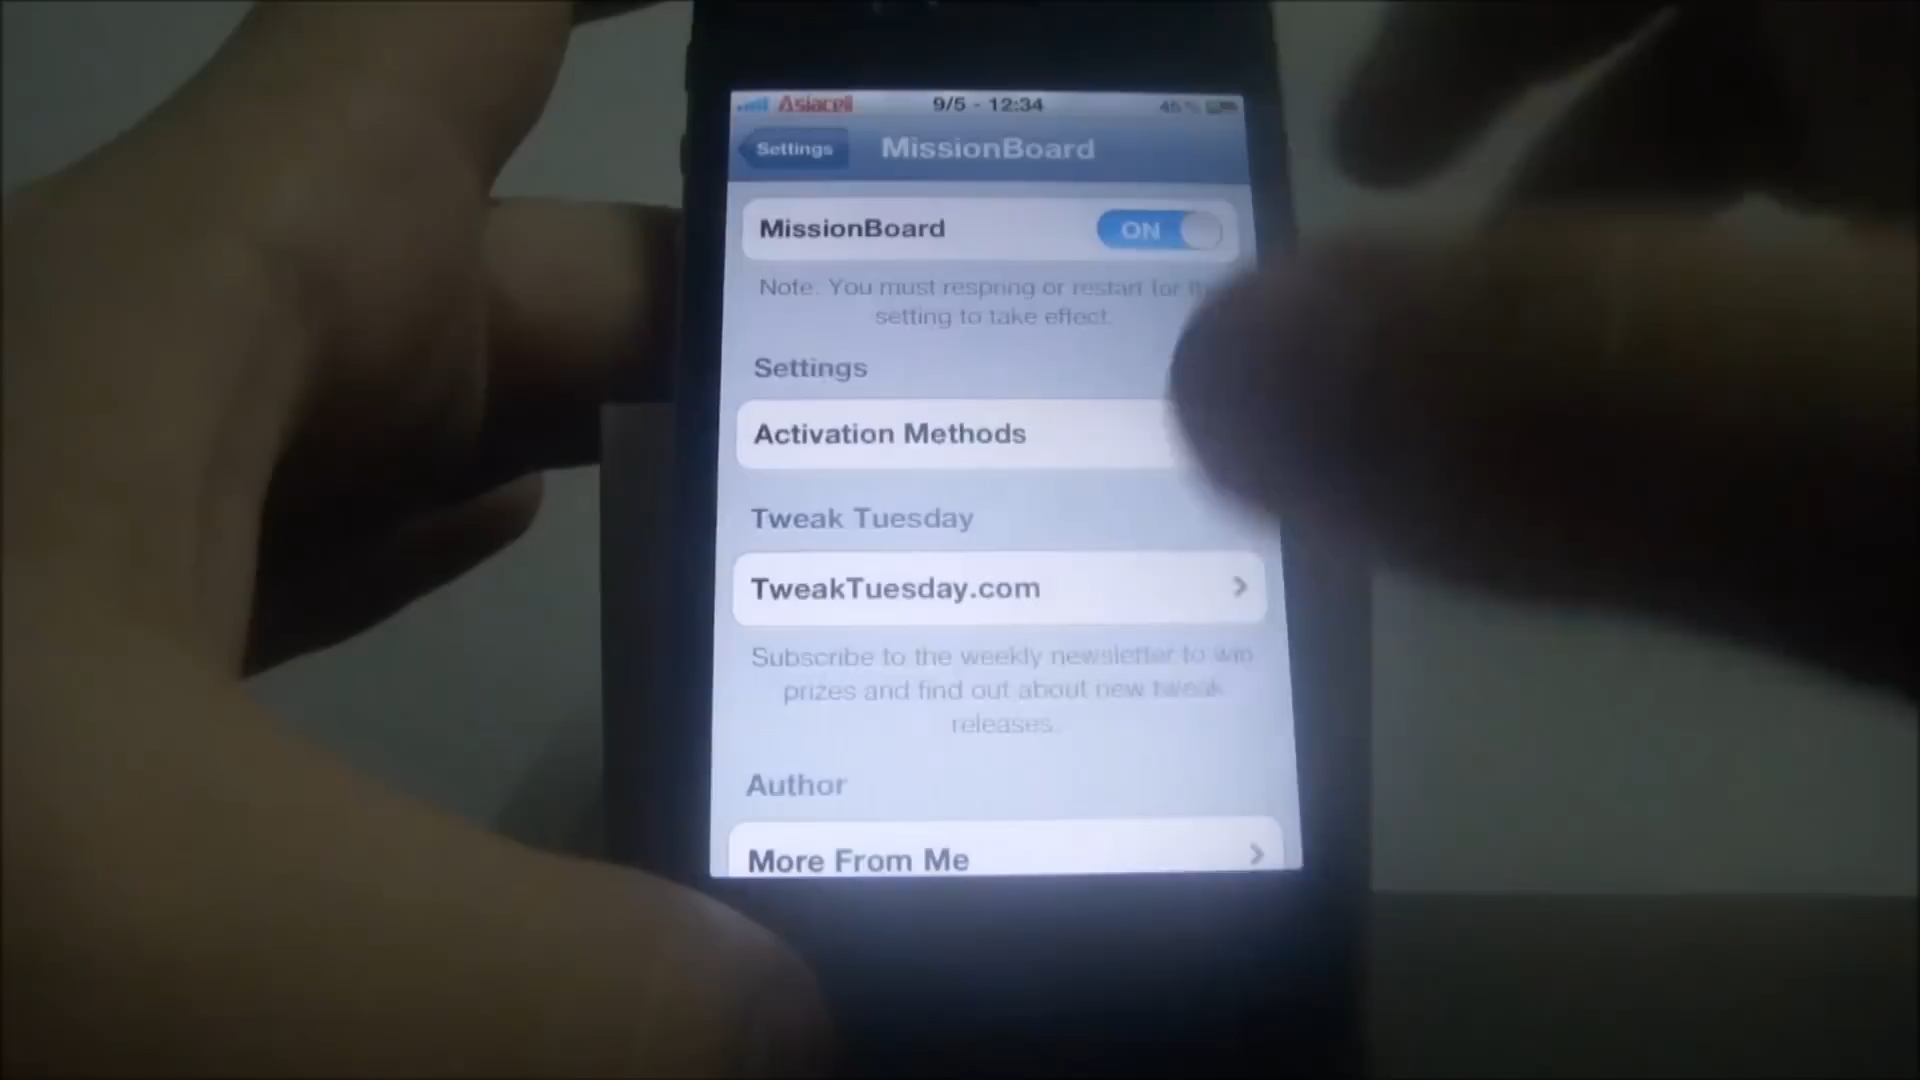 Asiacell 9/5 - 12:34 45%
Settings MissionBoard
MissionBoard ON
Note. You must respring or restart for
setting to take effect.
Settings
Activation Methods
Tweak Tuesday
TweakTuesday.com
Subscribe to the weekly newsletter to win
prizes and find out about new tweak
releases.
Author
More From Me